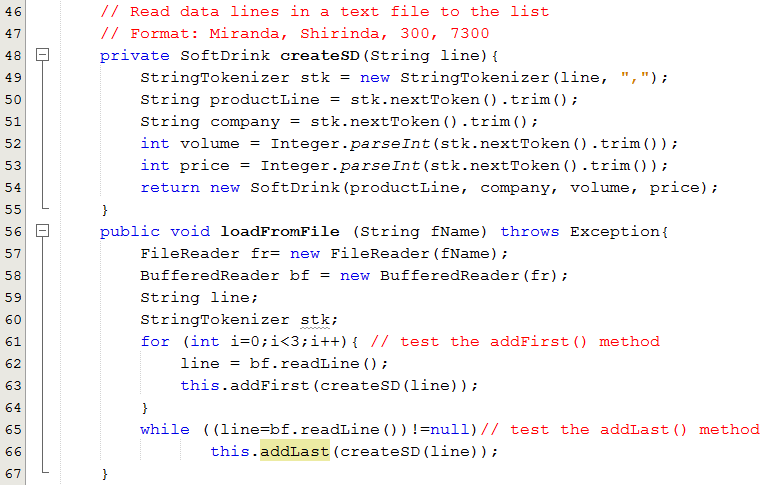 46 // Read data lines in a text file to the list
47 // Format: Miranda, Shirinda, 300, 7300
48 private SoftDrink createSD(String line){
49 StringTokenizer stk = new StringTokenizer(line, ",");
50 String productLine = stk.nextToken().trim();
51 String company = stk.nextToken().trim();
52 int volume = Integer.parseInt(stk.nextToken().trim());
53 int price = Integer.parseInt(stk.nextToken().trim());
54 return new SoftDrink(productLine, company, volume, price);
55 }
56 public void loadFromFile (String fName) throws Exception{
57 FileReader fr= new FileReader(fName);
58 BufferedReader bf = new BufferedReader(fr);
59 String line;
60 StringTokenizer stk;
61 for (int i=0;i<3;i++){ // test the addFirst() method
62 line = bf.readLine();
63 this.addFirst(createSD(line));
64 }
65 while ((line=bf.readLine())!=null)// test the addLast() method
66 this.addLast(createSD(line));
67 }